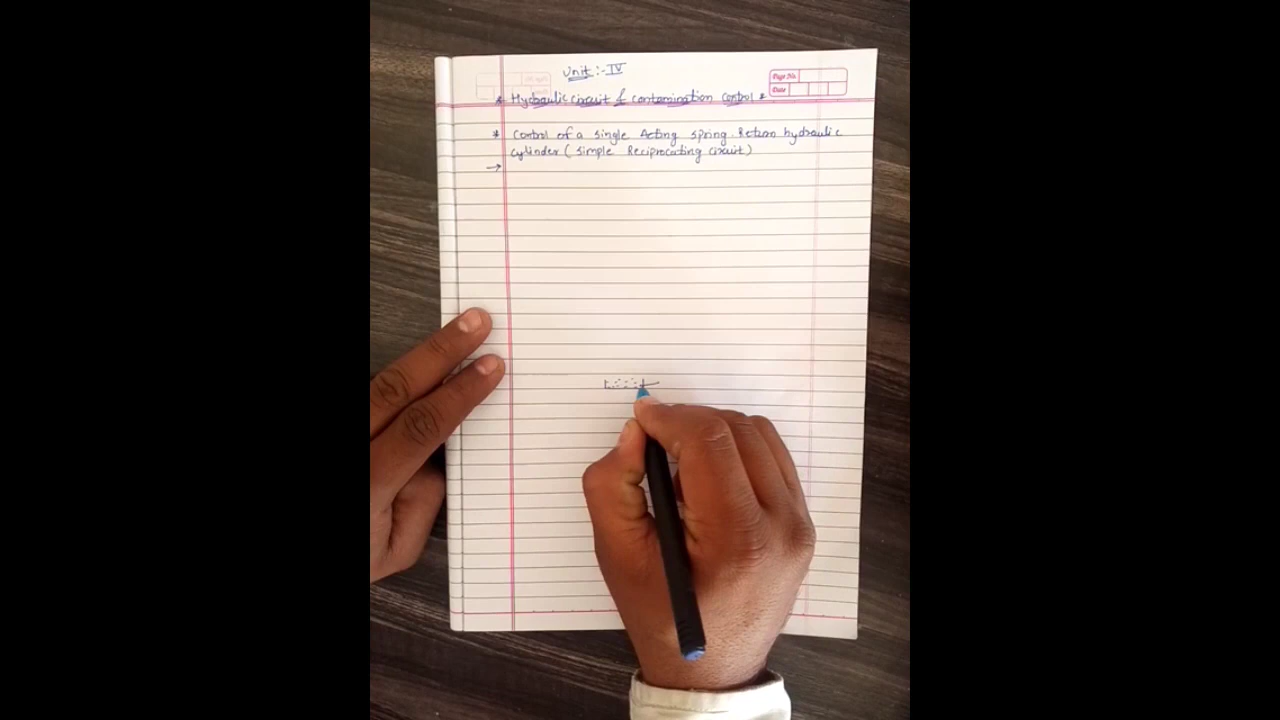 Unit :- IV
* Hydraulic circuit & contamination control *
Dept No.
Date
* Control of a single Acting spring. Return hydraulic
cylinder ( simple Reciprocating circuit)
→